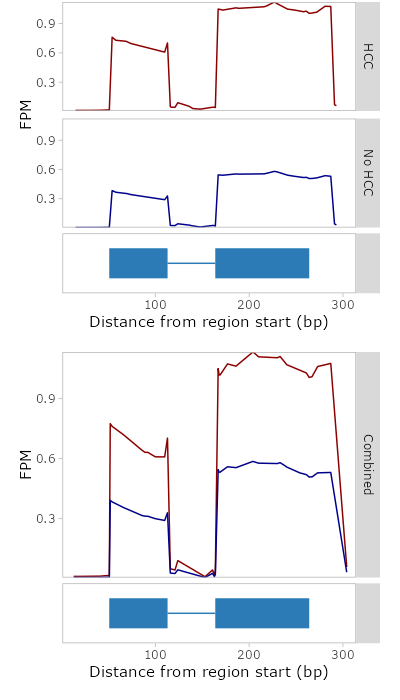 0.9
0.6
0.3
HCC
FPM
0.9
0.6
0.3
No HCC
100
200
300
Distance from region start (bp)
0.9
0.6
0.3
FPM
Combined
100
200
300
Distance from region start (bp)